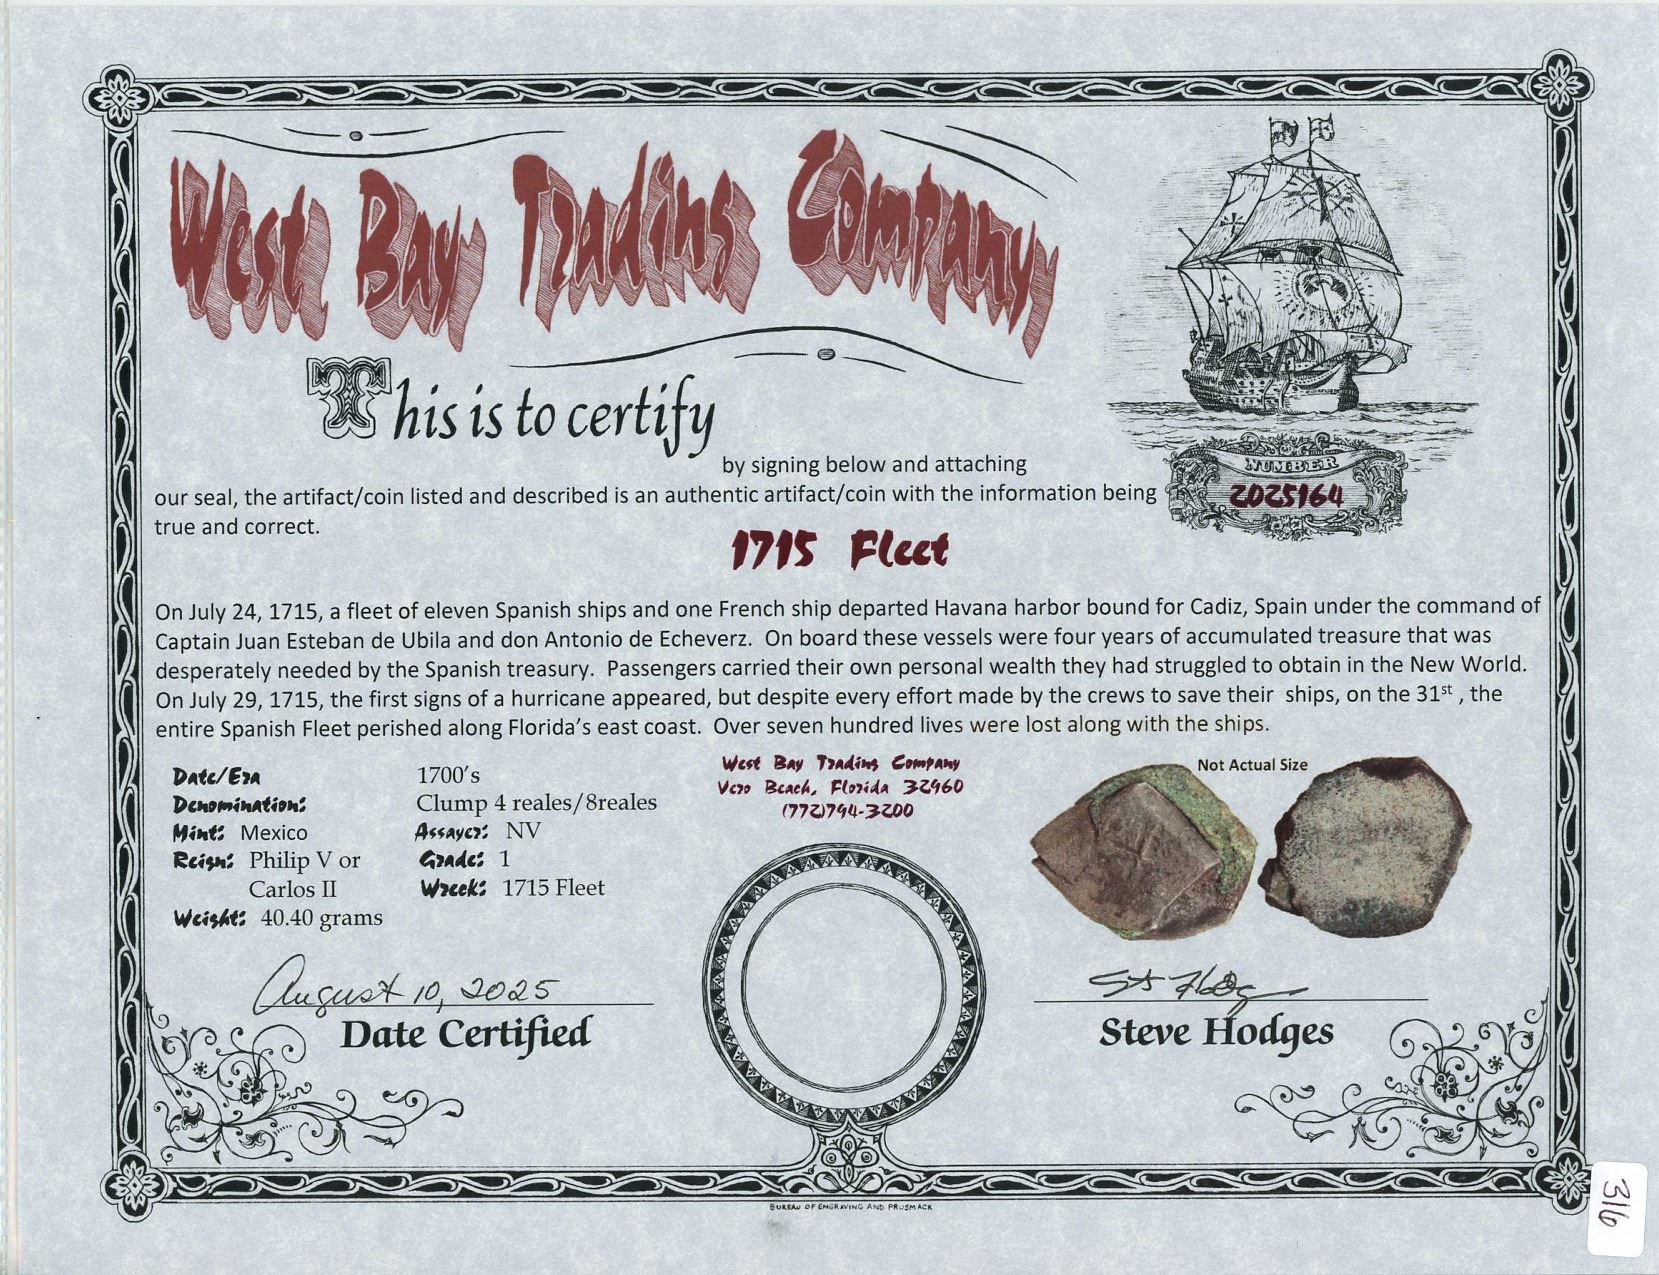 West Bay Trading Company
This is to certify
by signing below and attaching
our seal, the artifact/coin listed and described is an authentic artifact/coin with the information being
true and correct.
NUMBER
2025164
1715 Fleet
On July 24, 1715, a fleet of eleven Spanish ships and one French ship departed Havana harbor bound for Cadiz, Spain under the command of
Captain Juan Esteban de Ubila and don Antonio de Echeverz. On board these vessels were four years of accumulated treasure that was
desperately needed by the Spanish treasury. Passengers carried their own personal wealth they had struggled to obtain in the New World.
On July 29, 1715, the first signs of a hurricane appeared, but despite every effort made by the crews to save their ships, on the 31st , the
entire Spanish Fleet perished along Florida's east coast. Over seven hundred lives were lost along with the ships.
Date/Era 1700's
Denomination: Clump 4 reales/8reales
Mint: Mexico Assayer: NV
Reign: Philip V or Grade: 1
Carlos II Wreck: 1715 Fleet
Weight: 40.40 grams
West Bay Trading Company
Vero Beach, Florida 32960
(772)794-3200
Not Actual Size
August 10, 2025
Date Certified
St Hodges
Steve Hodges
BUREAU OF ENGRAVING AND PRUSMACK
316